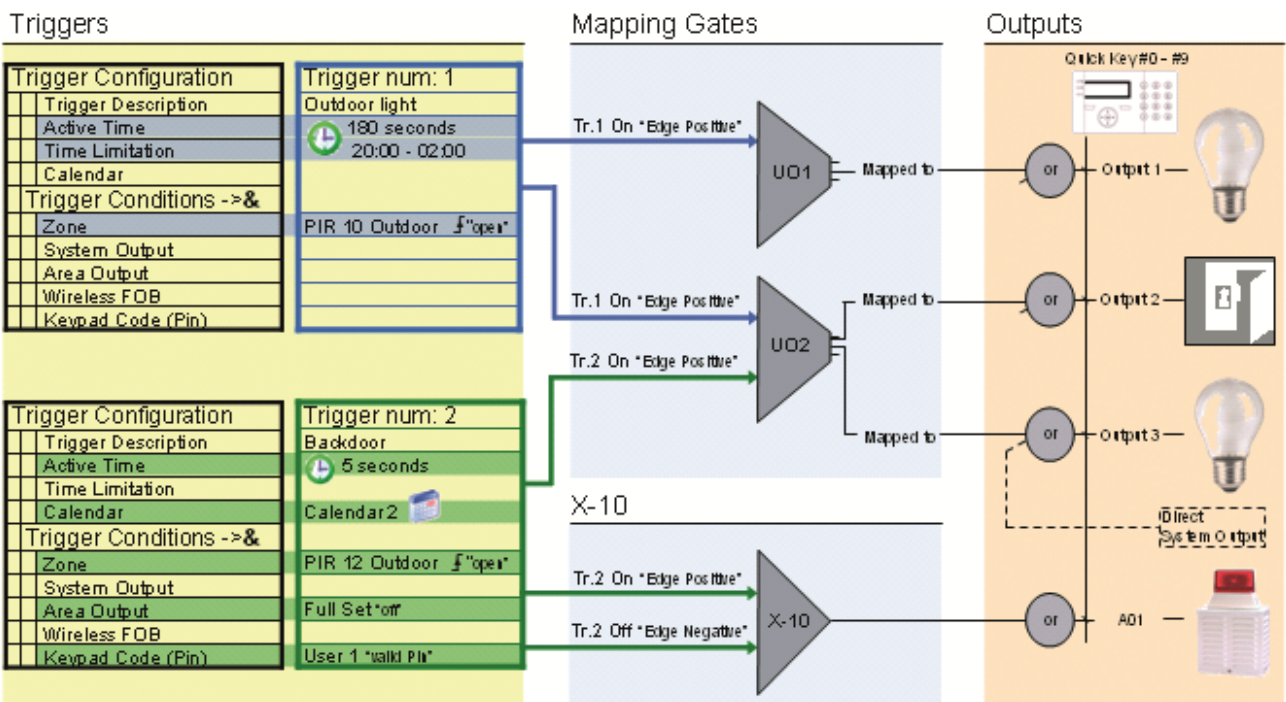 Triggers
Mapping Gates
Outputs
Quick Key #0 - #9
Trigger Configuration
Trigger Description
Active Time
Time Limitation
Calendar
Trigger Conditions ->&
Zone
System Output
Area Output
Wireless FOB
Keypad Code (Pin)
Trigger num: 1
Outdoor light
180 seconds
20:00 - 02:00
PIR 10 Outdoor "open"
Tr.1 On "Edge Positive"
UO1
Mapped to
or
Output 1
Tr.1 On "Edge Positive"
Tr.2 On "Edge Positive"
UO2
Mapped to
or
Output 2
Mapped to
or
Output 3
Direct
System Output
Trigger Configuration
Trigger Description
Active Time
Time Limitation
Calendar
Trigger Conditions ->&
Zone
System Output
Area Output
Wireless FOB
Keypad Code (Pin)
Trigger num: 2
Backdoor
5 seconds
Calendar 2
PIR 12 Outdoor "open"
Full Set "off"
User 1 "valid Pin"
X-10
Tr.2 On "Edge Positive"
Tr.2 Off "Edge Negative"
X-10
or
A01